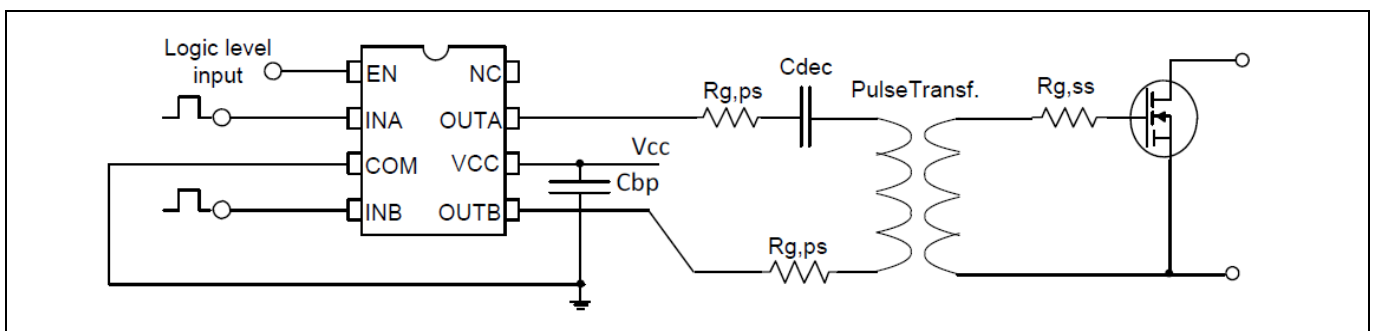 Logic level
input
EN
NC
INA
OUTA
COM
VCC
INB
OUTB
Vcc
Cbp
Rg,ps
Cdec
PulseTransf.
Rg,ss
Rg,ps